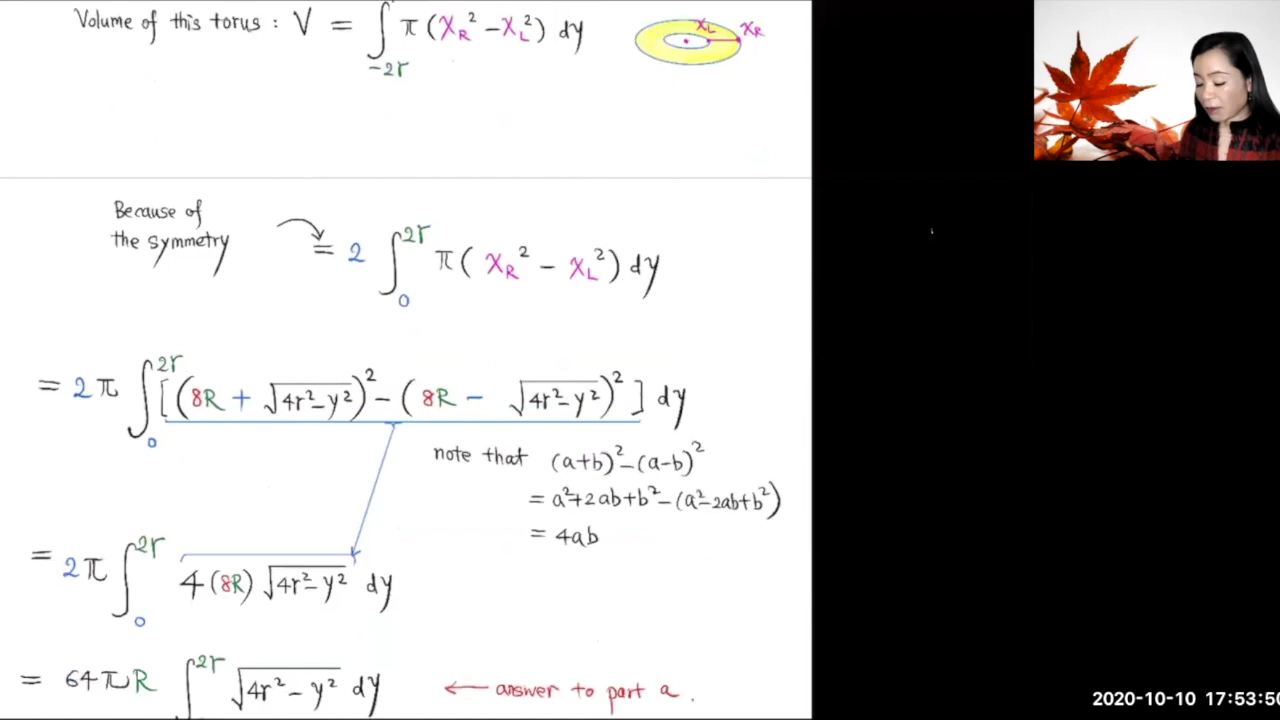 Volume of this torus : V = ∫_{-2r} π (X_R² - X_L²) dy
X_L X_R
Because of
the symmetry
= 2 ∫_0^{2r} π ( X_R² - X_L² ) dy
= 2π ∫_0^{2r} [(8R + √(4r²-y²))² - (8R - √(4r²-y²))²] dy
note that (a+b)² - (a-b)²
= a²+2ab+b² - (a²-2ab+b²)
= 4ab
= 2π ∫_0^{2r} 4 (8R) √(4r²-y²) dy
= 64πR ∫^{2r} √(4r²-y²) dy ← answer to part a .
2020-10-10 17:53:50